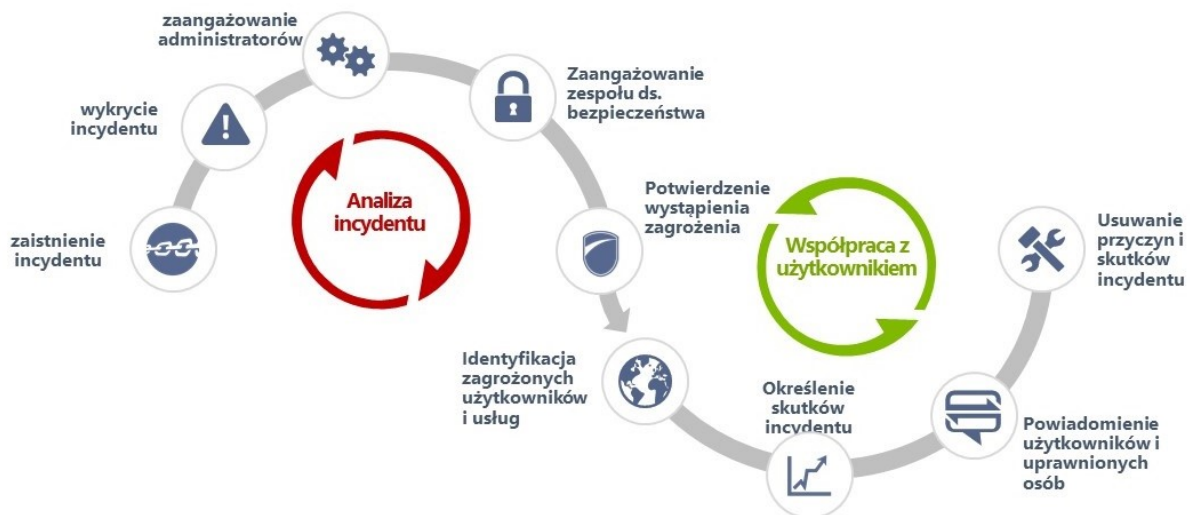 zaistnienie
incydentu
wykrycie
incydentu
zaangażowanie
administratorów
Zaangażowanie
zespołu ds.
bezpieczeństwa
Analiza
incydentu
Potwierdzenie
wystąpienia
zagrożenia
Identyfikacja
zagrożonych
użytkowników
i usług
Współpraca z
użytkownikiem
Określenie
skutków
incydentu
Powiadomienie
użytkowników i
uprawnionych
osób
Usuwanie
przyczyn i
skutków
incydentu